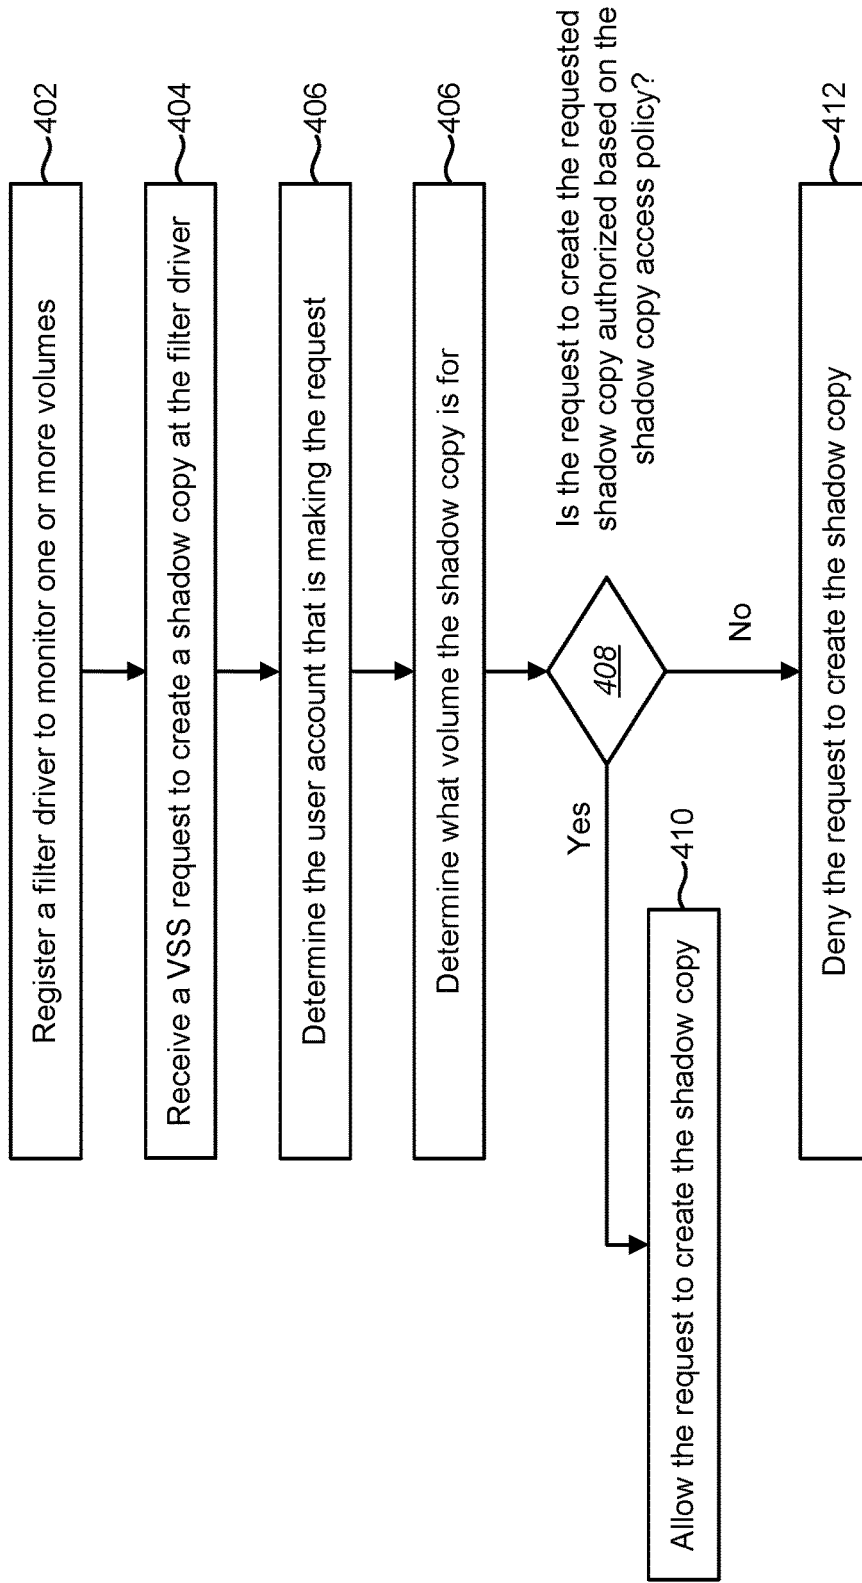 Register a filter driver to monitor one or more volumes
402
Receive a VSS request to create a shadow copy at the filter driver
404
Determine the user account that is making the request
406
Determine what volume the shadow copy is for
406
Is the request to create the requested
shadow copy authorized based on the
shadow copy access policy?
408
Yes
No
Allow the request to create the shadow copy
410
Deny the request to create the shadow copy
412